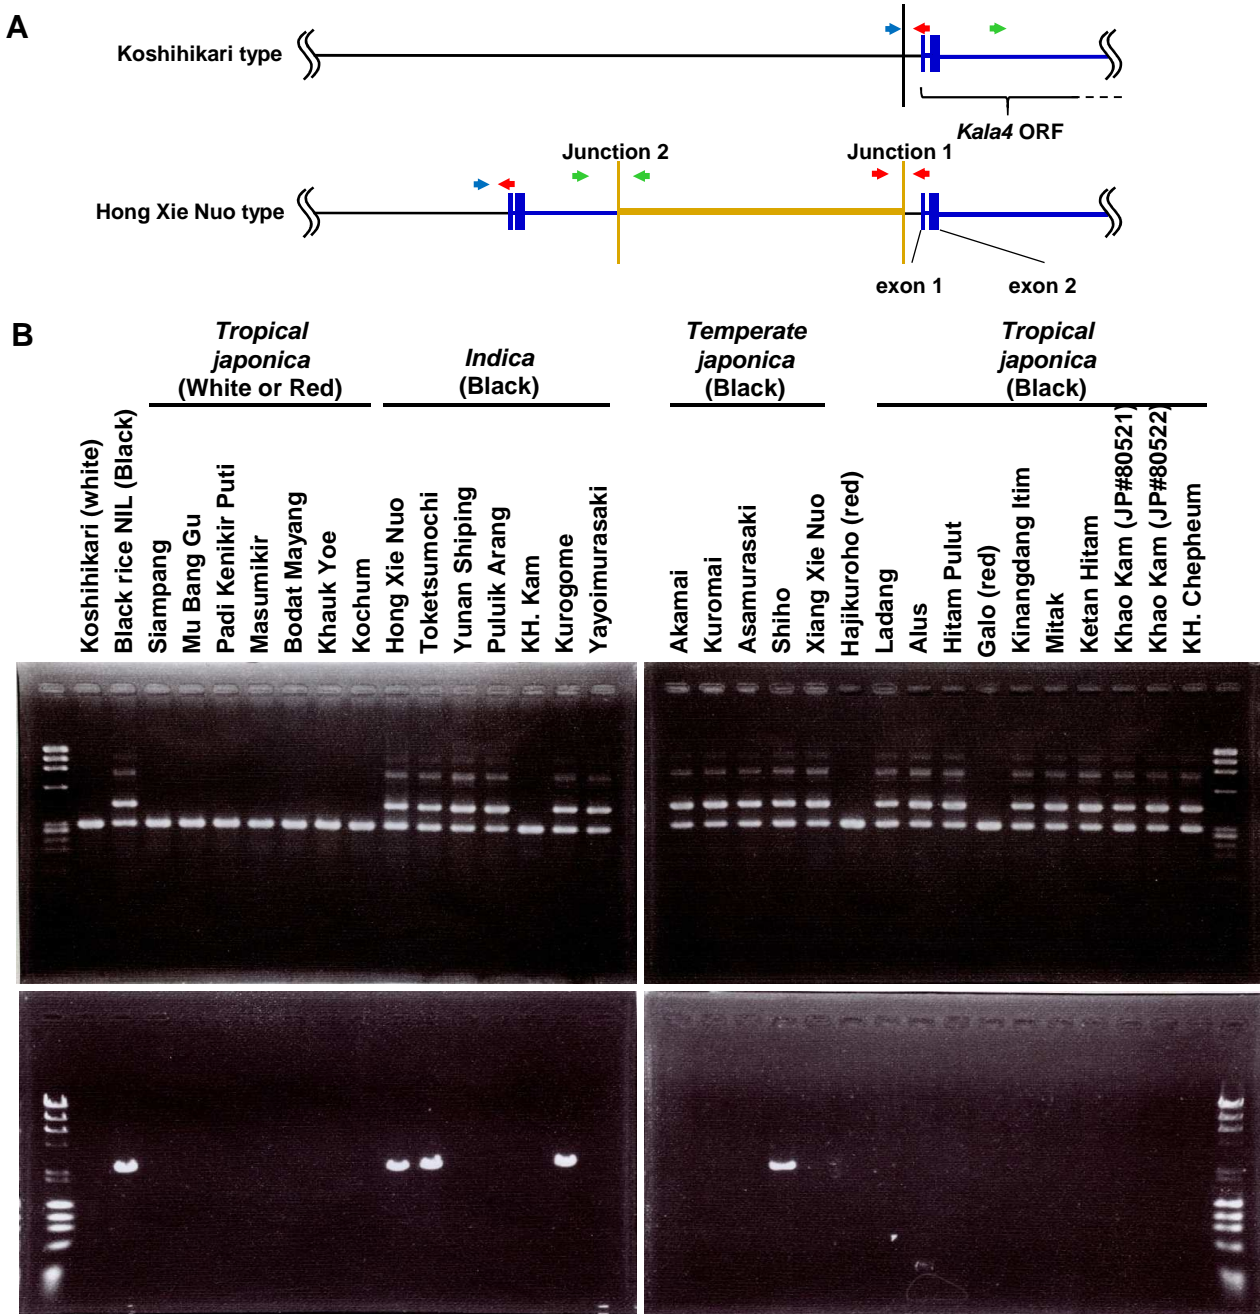 A
Koshihikari type
Kala4 ORF
Junction 2
Junction 1
Hong Xie Nuo type
exon 1
exon 2
B
Tropical
japonica
(White or Red)
Indica
(Black)
Temperate
japonica
(Black)
Tropical
japonica
(Black)
Koshihikari (white)
Black rice NIL (Black)
Siampang
Mu Bang Gu
Padi Kenikir Puti
Masumikir
Bodat Mayang
Khauk Yoe
Kochum
Hong Xie Nuo
Toketsumochi
Yunan Shiping
Puluik Arang
KH. Kam
Kurogome
Yayoimurasaki
Akamai
Kuromai
Asamurasaki
Shiho
Xiang Xie Nuo
Hajikuroho (red)
Ladang
Alus
Hitam Pulut
Galo (red)
Kinangdang Itim
Mitak
Ketan Hitam
Khao Kam (JP#80521)
Khao Kam (JP#80522)
KH. Chepheum